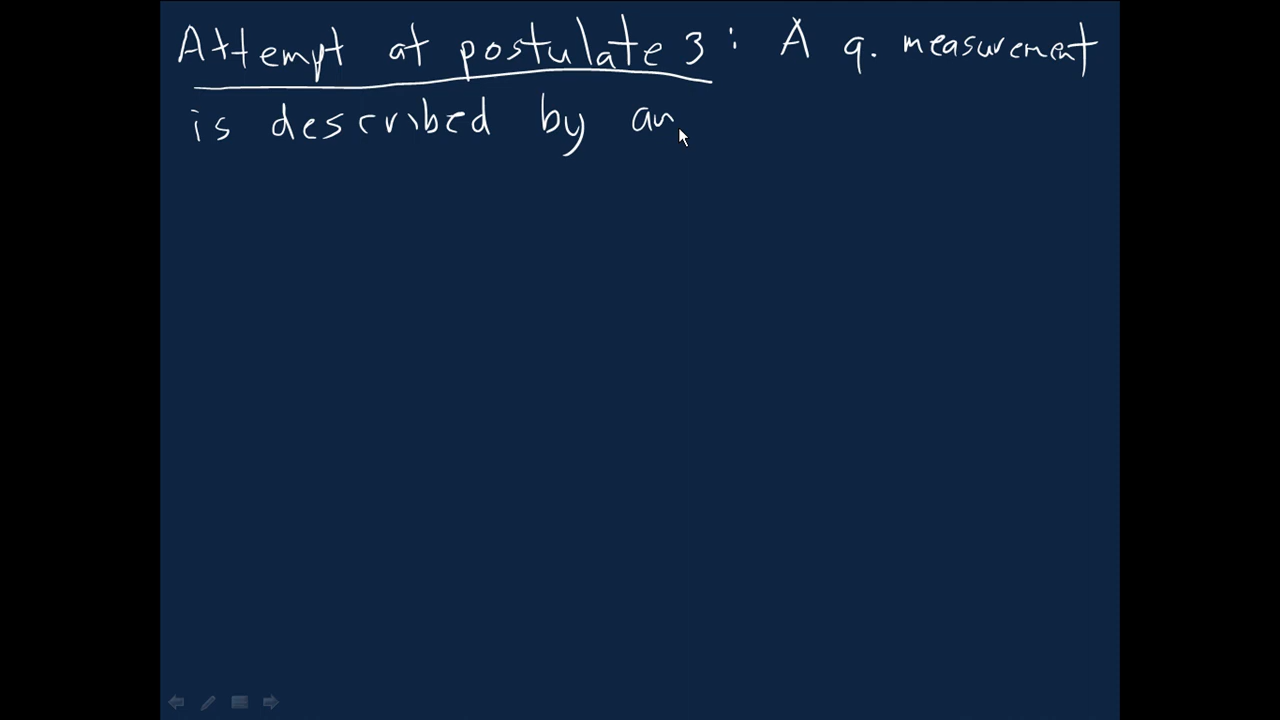 Attempt at postulate 3: A q. measurement
is described by an